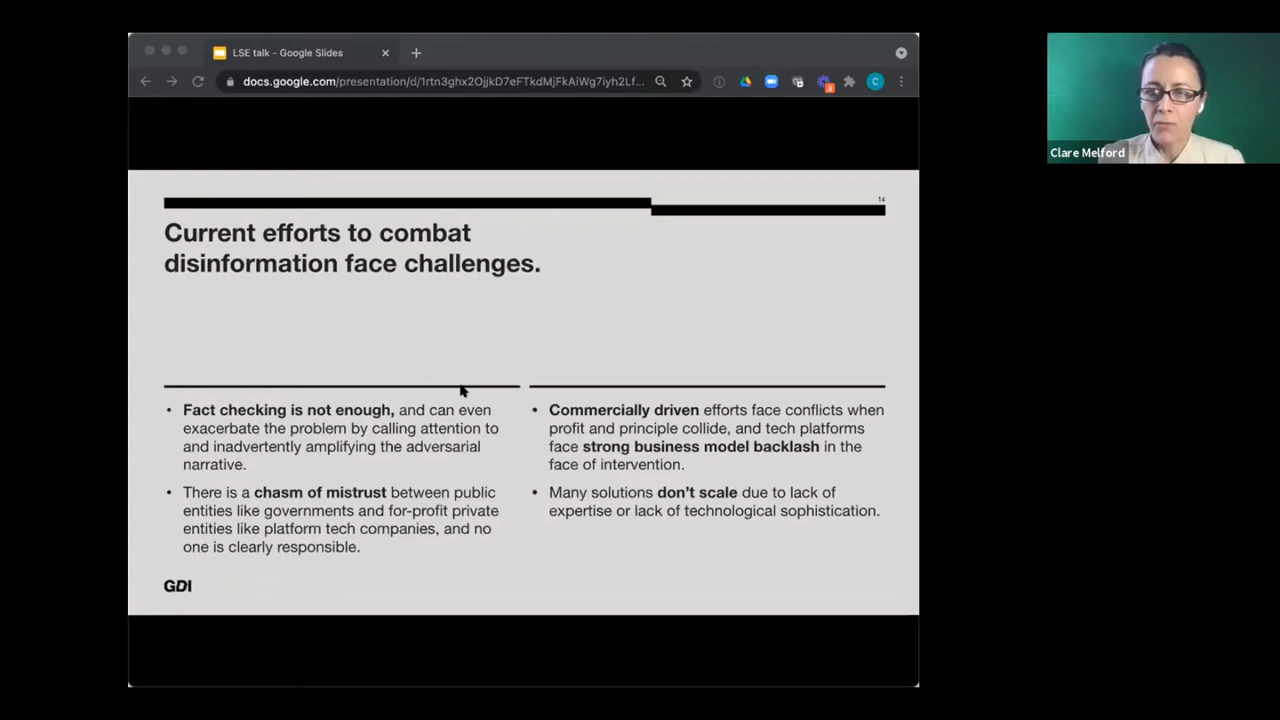 LSE talk - Google Slides
docs.google.com/presentation/d/1rtn3ghx2OjjkD7eFTkdMjFkAiWg7iyh2Lf...
3
C
Clare Melford
14
Current efforts to combat
disinformation face challenges.
• Fact checking is not enough, and can even
exacerbate the problem by calling attention to
and inadvertently amplifying the adversarial
narrative.
• There is a chasm of mistrust between public
entities like governments and for-profit private
entities like platform tech companies, and no
one is clearly responsible.
• Commercially driven efforts face conflicts when
profit and principle collide, and tech platforms
face strong business model backlash in the
face of intervention.
• Many solutions don't scale due to lack of
expertise or lack of technological sophistication.
GDI